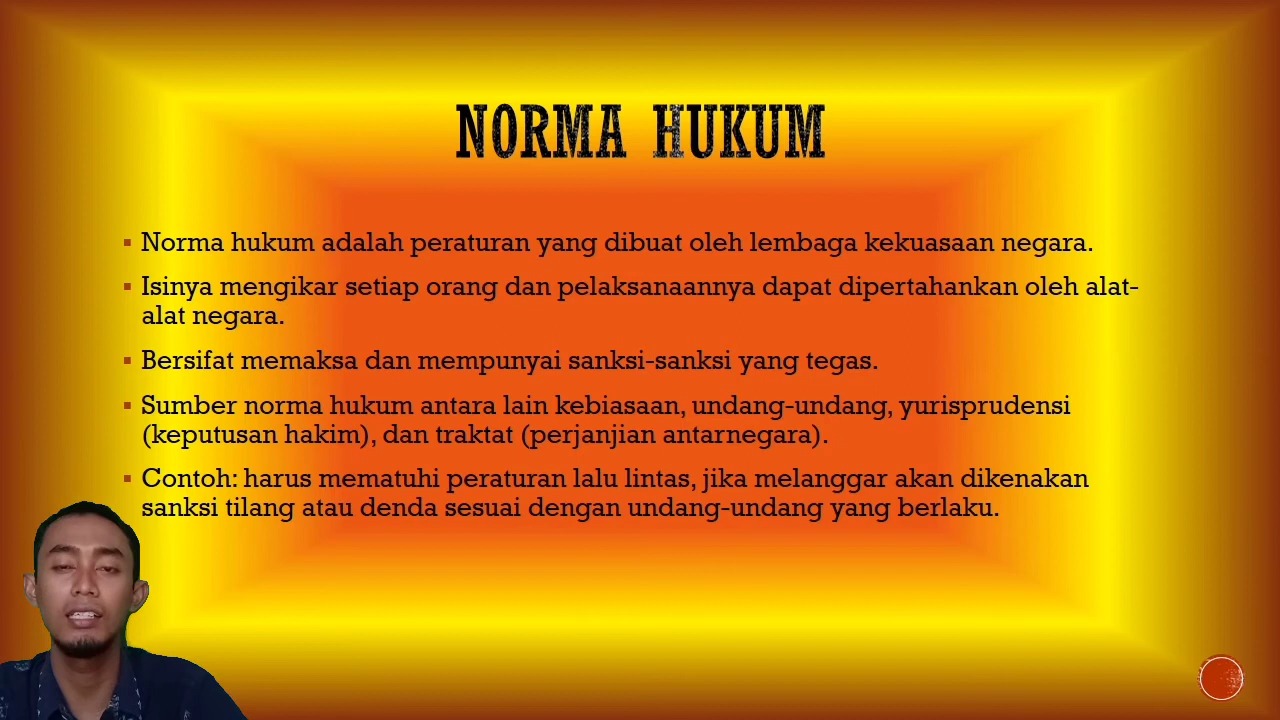 NORMA HUKUM
Norma hukum adalah peraturan yang dibuat oleh lembaga kekuasaan negara.
Isinya mengikar setiap orang dan pelaksanaannya dapat dipertahankan oleh alat-
alat negara.
Bersifat memaksa dan mempunyai sanksi-sanksi yang tegas.
Sumber norma hukum antara lain kebiasaan, undang-undang, yurisprudensi
(keputusan hakim), dan traktat (perjanjian antarnegara).
Contoh: harus mematuhi peraturan lalu lintas, jika melanggar akan dikenakan
sanksi tilang atau denda sesuai dengan undang-undang yang berlaku.